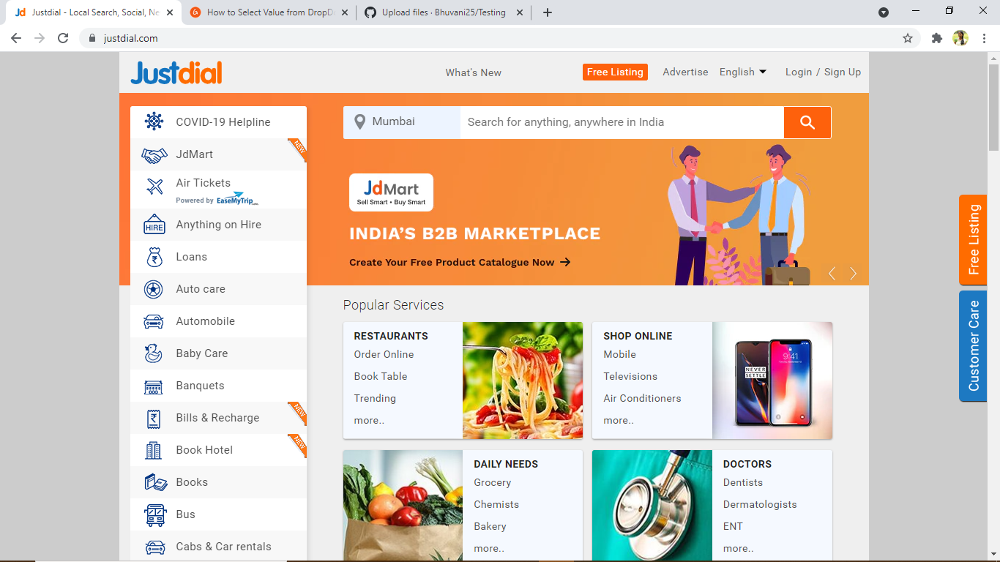 Jd Justdial - Local Search, Social, Ne
How to Select Value from DropD
Upload files · Bhuvani25/Testing
justdial.com
Justdial
What's New
Free Listing
Advertise
English
Login / Sign Up
COVID-19 Helpline
JdMart
NEW
Air Tickets
Powered by EaseMyTrip.com
HIRE
Anything on Hire
Loans
Auto care
Automobile
Baby Care
Banquets
Bills & Recharge
NEW
Book Hotel
NEW
Books
Bus
Cabs & Car rentals
Mumbai
Search for anything, anywhere in India
JdMart
Sell Smart • Buy Smart
INDIA'S B2B MARKETPLACE
Create Your Free Product Catalogue Now →
Free Listing
Customer Care
Popular Services
RESTAURANTS
Order Online
Book Table
Trending
more..
SHOP ONLINE
Mobile
Televisions
Air Conditioners
more..
NEVER
SETTLE
9:41
DAILY NEEDS
Grocery
Chemists
Bakery
more..
DOCTORS
Dentists
Dermatologists
ENT
more..